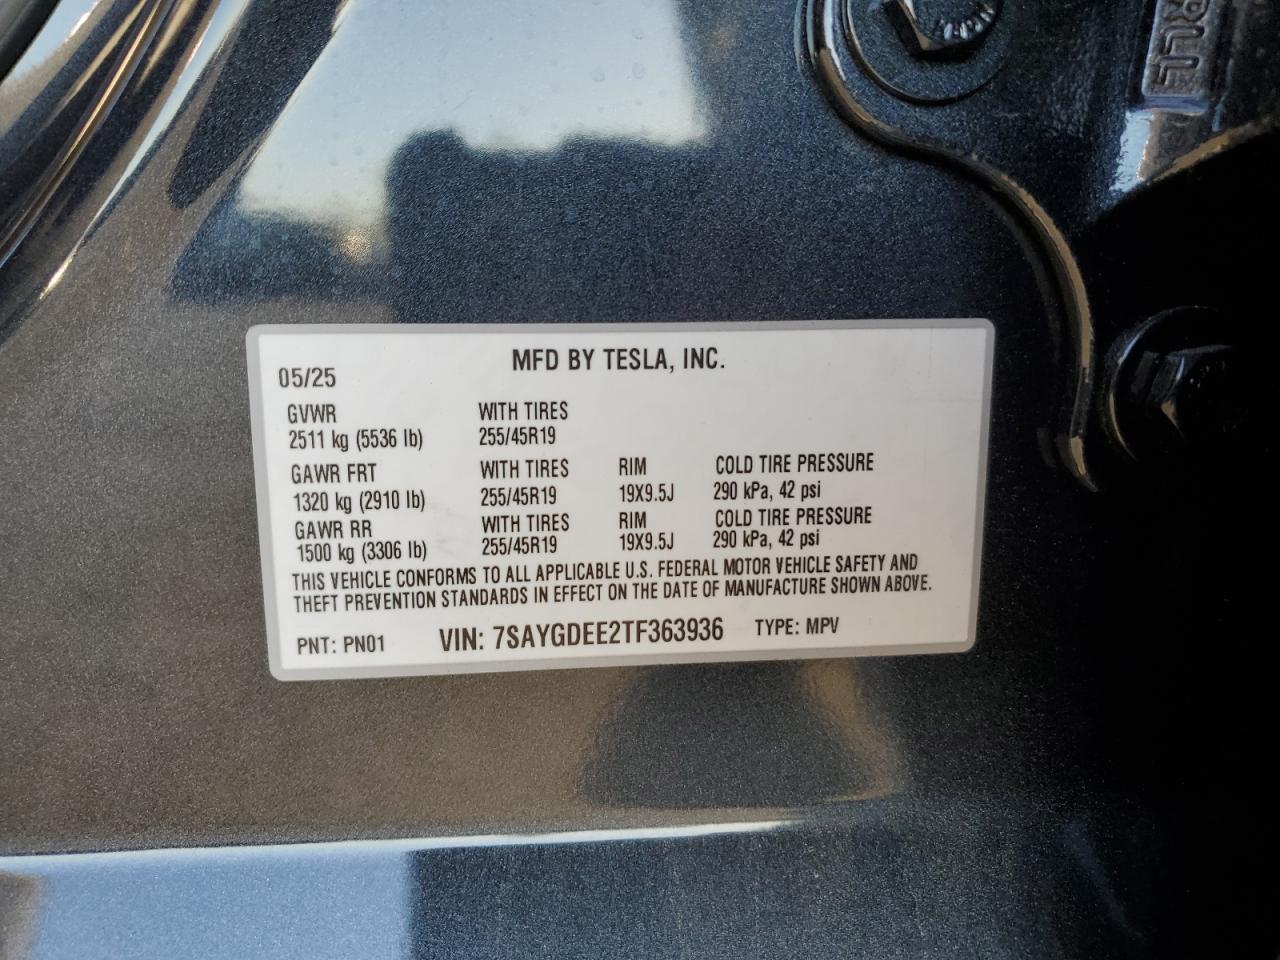 05/25
MFD BY TESLA, INC.
GVWR WITH TIRES
2511 kg (5536 lb) 255/45R19
GAWR FRT WITH TIRES RIM COLD TIRE PRESSURE
1320 kg (2910 lb) 255/45R19 19X9.5J 290 kPa, 42 psi
GAWR RR WITH TIRES RIM COLD TIRE PRESSURE
1500 kg (3306 lb) 255/45R19 19X9.5J 290 kPa, 42 psi
THIS VEHICLE CONFORMS TO ALL APPLICABLE U.S. FEDERAL MOTOR VEHICLE SAFETY AND
THEFT PREVENTION STANDARDS IN EFFECT ON THE DATE OF MANUFACTURE SHOWN ABOVE.
PNT: PN01 VIN: 7SAYGDEE2TF363936 TYPE: MPV